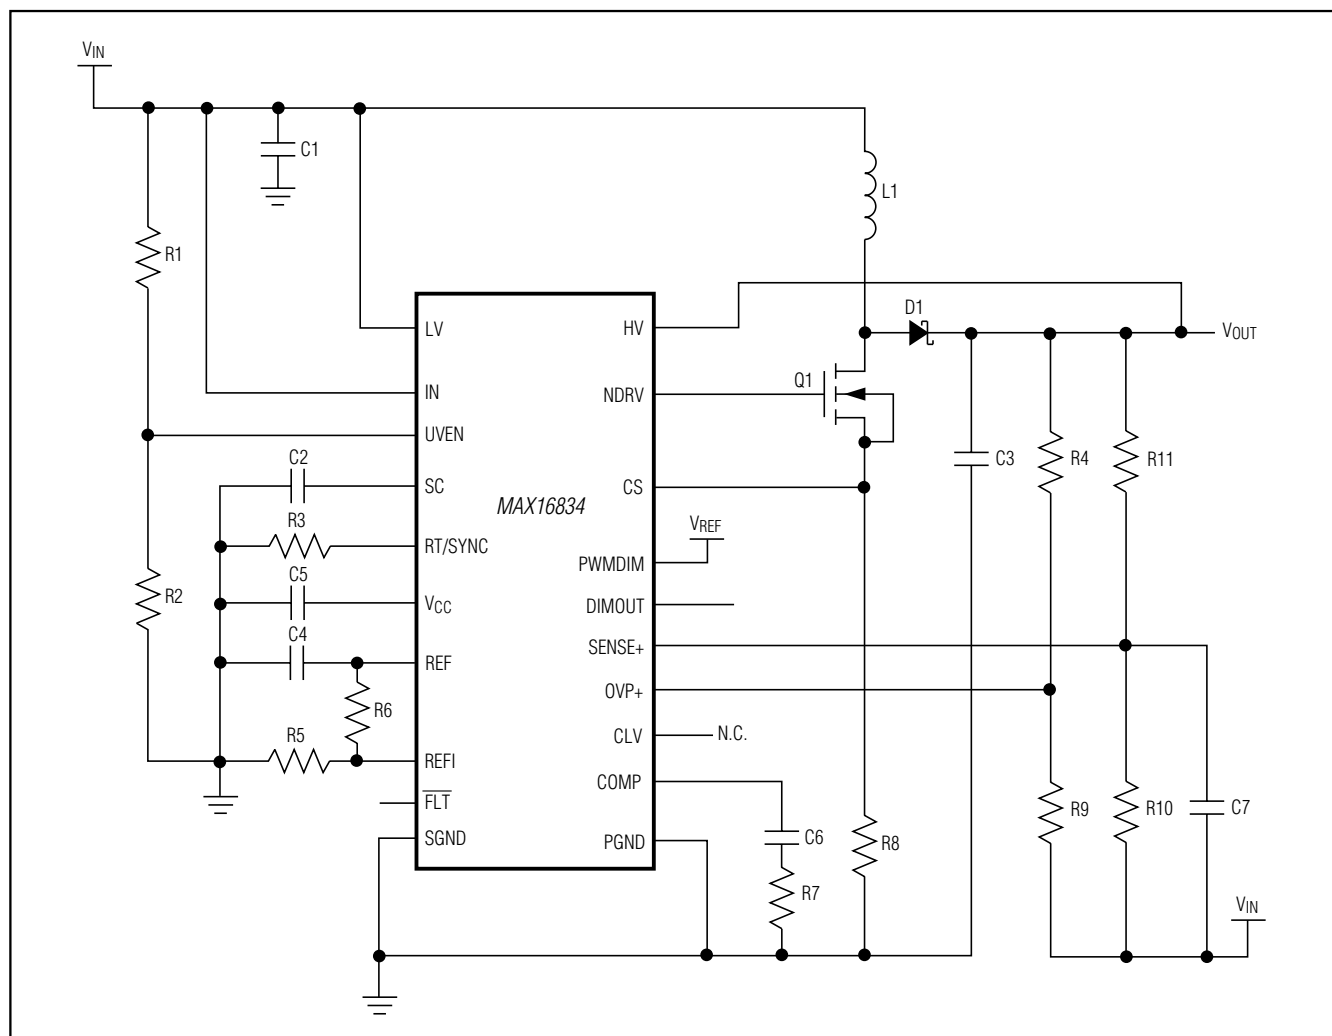 VIN
C1
L1
R1
D1
LV
HV
VOUT
Q1
IN
NDRV
UVEN
C2
SC
CS
C3
R4
R11
MAX16834
R3
VREF
RT/SYNC
PWMDIM
C5
R2
VCC
DIMOUT
C4
SENSE+
REF
OVP+
R6
R5
CLV
N.C.
REFI
COMP
FLT
R9
R10
C7
SGND
PGND
C6
R8
R7
VIN